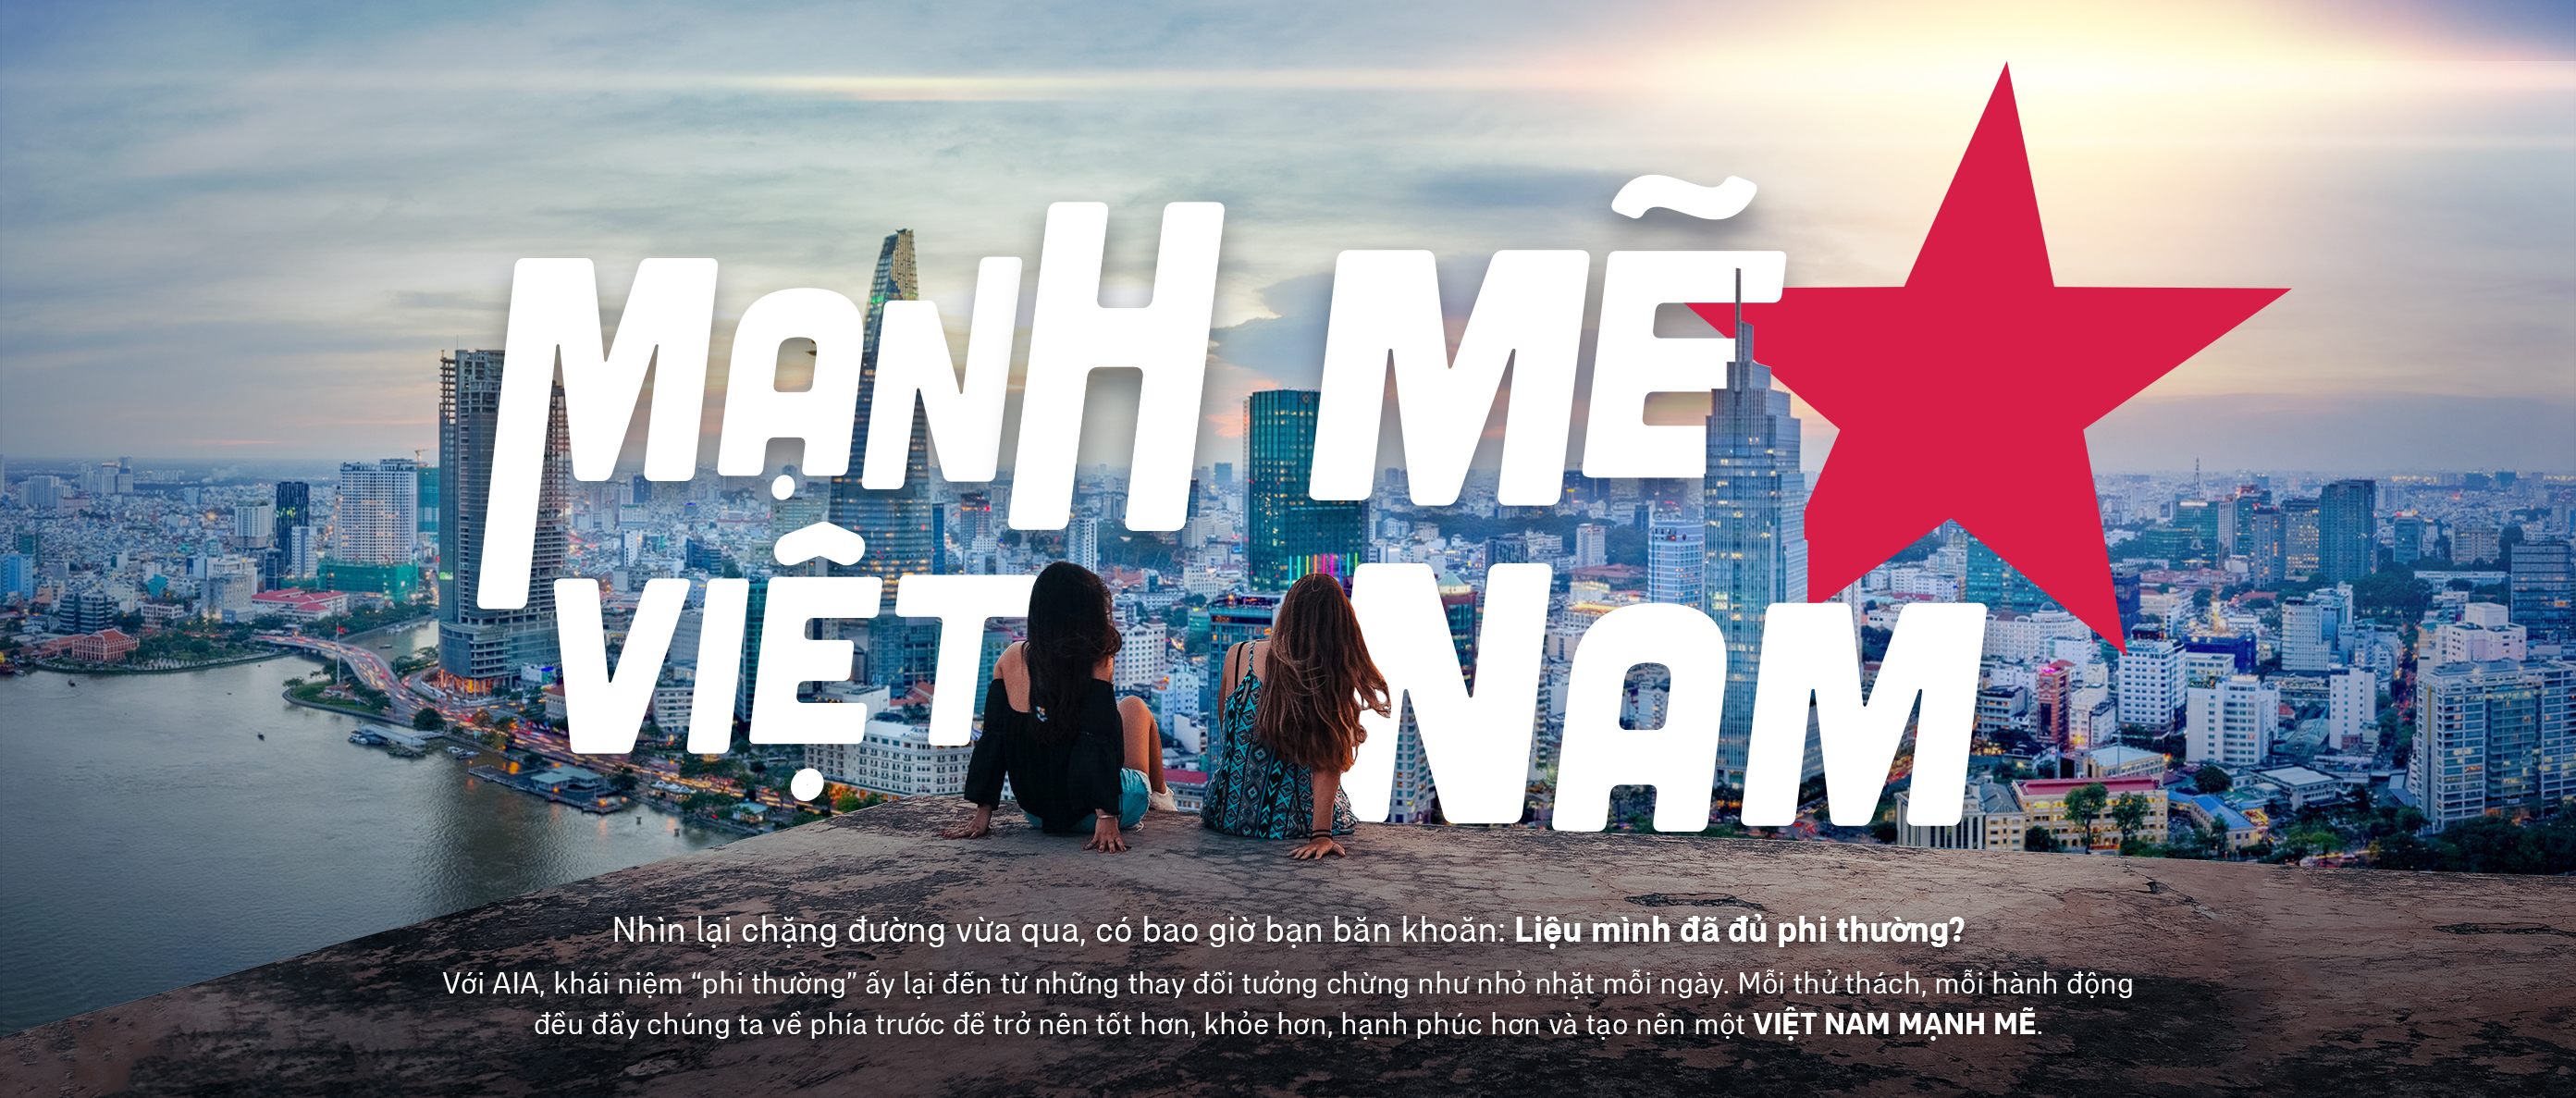 MẠNH MẼ
VIỆT NAM
Nhìn lại chặng đường vừa qua, có bao giờ bạn băn khoăn: Liệu mình đã đủ phi thường?
Với AIA, khái niệm “phi thường” ấy lại đến từ những thay đổi tưởng chừng như nhỏ nhặt mỗi ngày. Mỗi thử thách, mỗi hành động
đều đẩy chúng ta về phía trước để trở nên tốt hơn, khỏe hơn, hạnh phúc hơn và tạo nên một VIỆT NAM MẠNH MẼ.